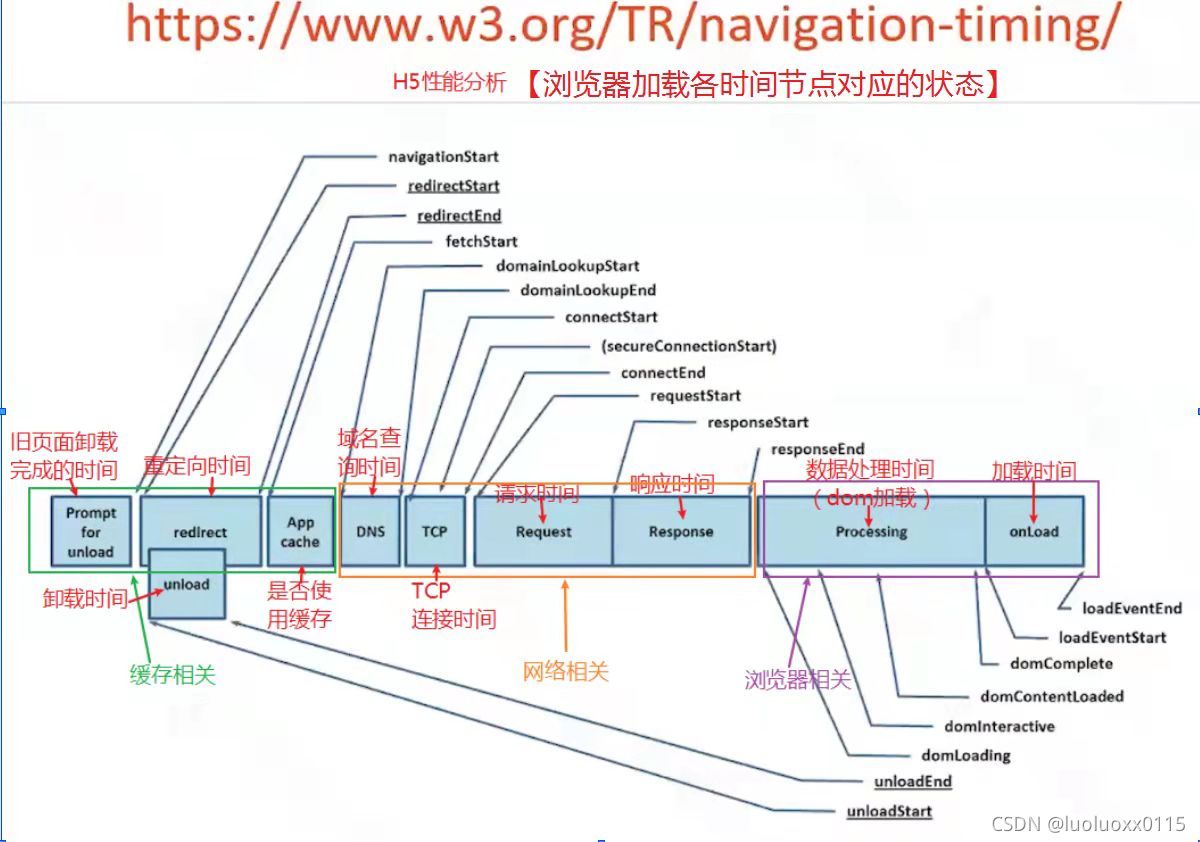 https://www.w3.org/TR/navigation-timing/
H5性能分析 【浏览器加载各时间节点对应的状态】
navigationStart
redirectStart
redirectEnd
fetchStart
domainLookupStart
domainLookupEnd
connectStart
(secureConnectionStart)
connectEnd
requestStart
responseStart
responseEnd
旧页面卸载
完成的时间
重定向时间
域名查
询时间
请求时间
响应时间
数据处理时间
（dom加载）
加载时间
Prompt
for
unload
redirect
App
cache
DNS
TCP
Request
Response
Processing
onLoad
unload
卸载时间
是否使
用缓存
TCP
连接时间
缓存相关
网络相关
浏览器相关
loadEventEnd
loadEventStart
domComplete
domContentLoaded
domInteractive
domLoading
unloadEnd
unloadStart
CSDN @luoluoxx0115